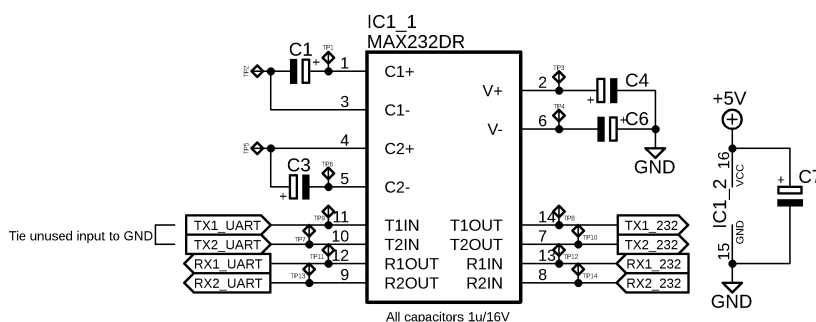 IC1_1
MAX232DR
C1
+
TP1
TP2
1
C1+
3
C1-
4
C2+
TP5
C3
+
TP6
5
C2-
V+
2
TP3
C4
+
V-
6
TP4
C6
+
GND
+5V
16
VCC
IC1_2
GND
15
C7
+
GND
Tie unused input to GND
TX1_UART
TP9
11
T1IN
T1OUT
14
TP8
TX1_232
TX2_UART
TP7
10
T2IN
T2OUT
7
TP10
TX2_232
RX1_UART
TP11
12
R1OUT
R1IN
13
TP12
RX1_232
RX2_UART
TP13
9
R2OUT
R2IN
8
TP14
RX2_232
All capacitors 1u/16V